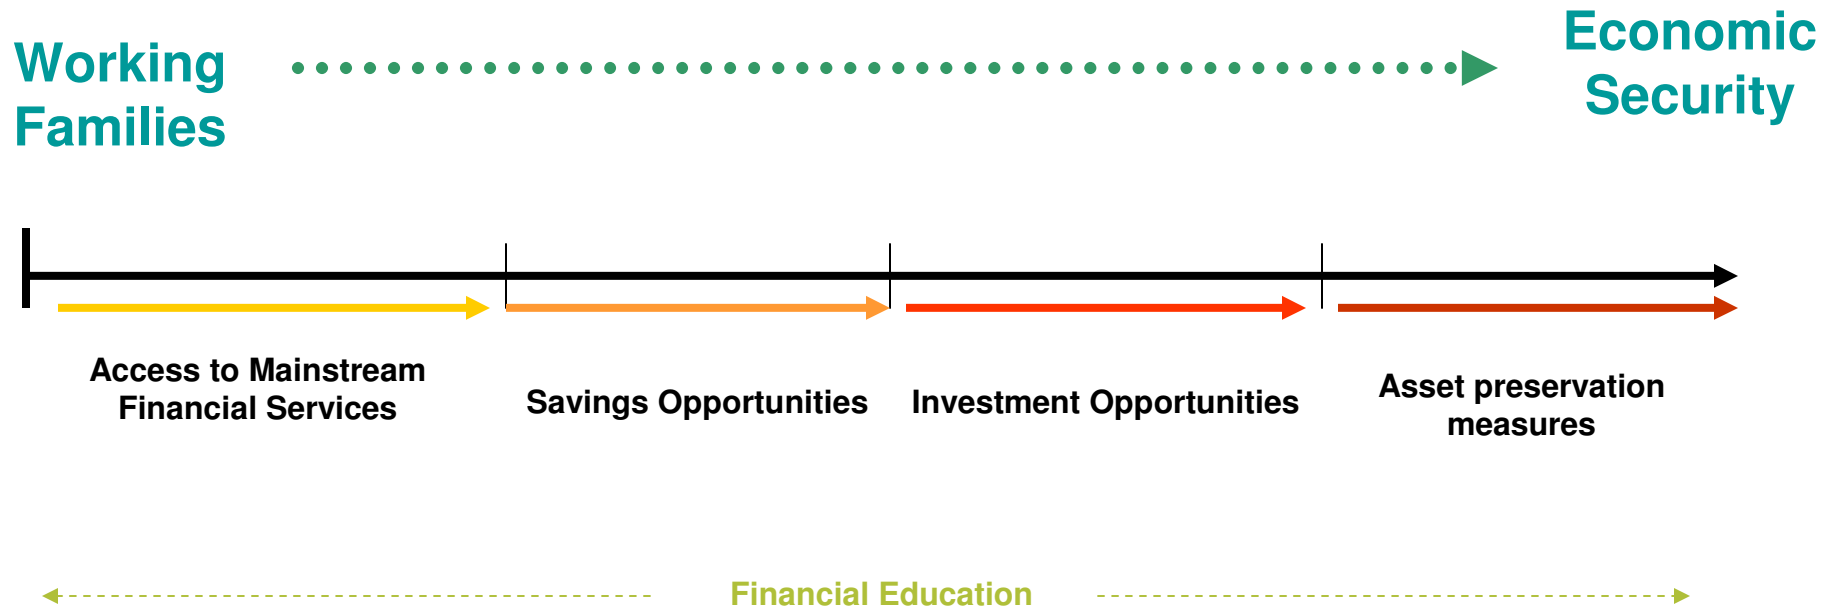 Working
Families
Economic
Security
Access to Mainstream
Financial Services
Savings Opportunities
Investment Opportunities
Asset preservation
measures
Financial Education